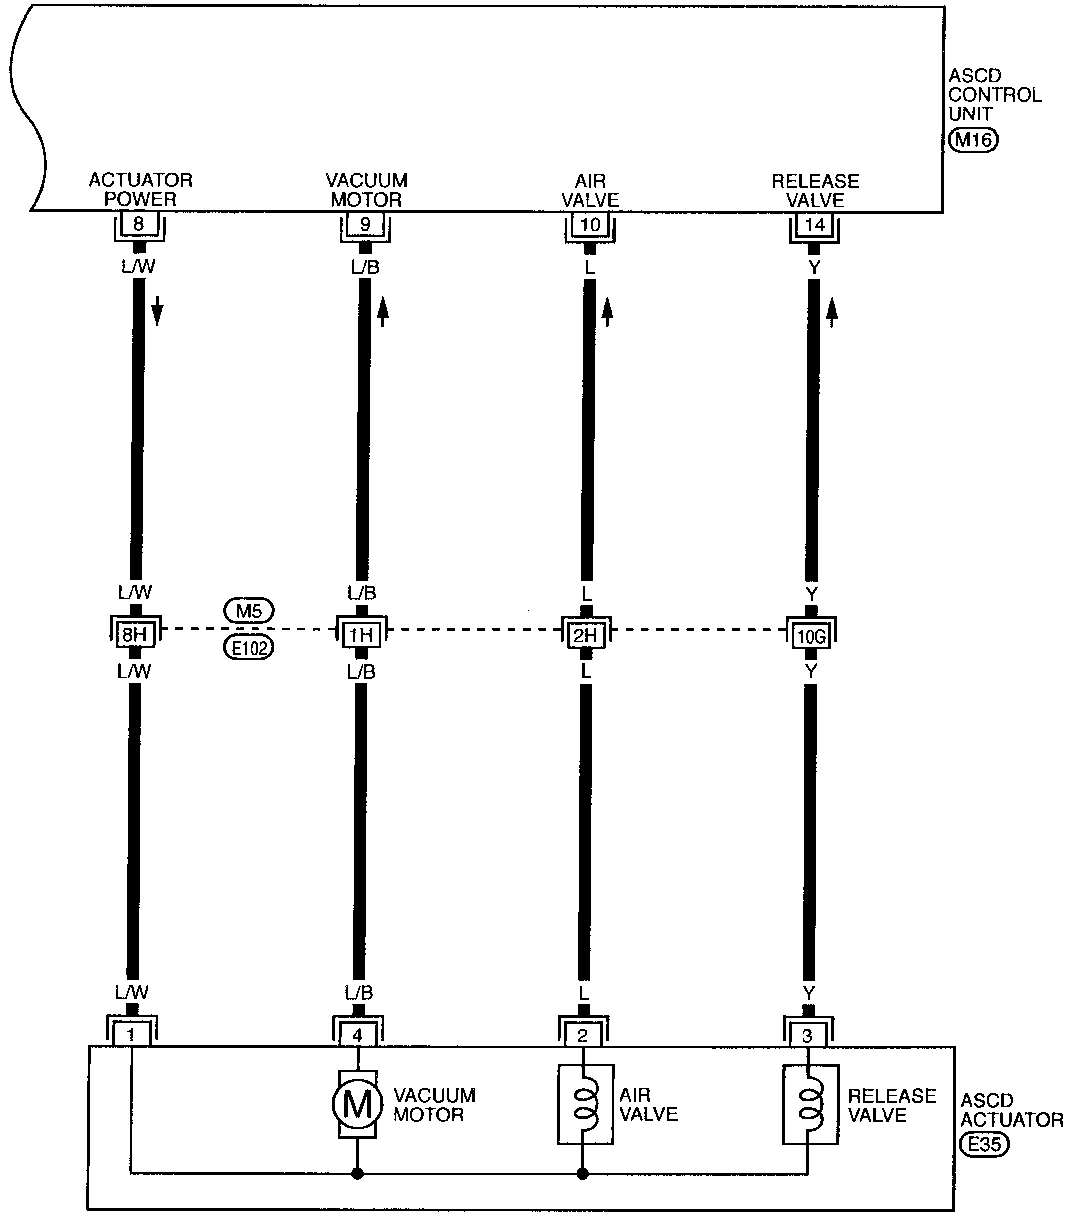 ASCD
CONTROL
UNIT
M16
ACTUATOR
POWER
VACUUM
MOTOR
AIR
VALVE
RELEASE
VALVE
8 9 10 14
L/W L/B L Y
L/W L/B L Y
M5
8H 1H 2H 10G
E102
L/W L/B L Y
L/W L/B L Y
1 4 2 3
M
VACUUM
MOTOR
AIR
VALVE
RELEASE
VALVE
ASCD
ACTUATOR
E35